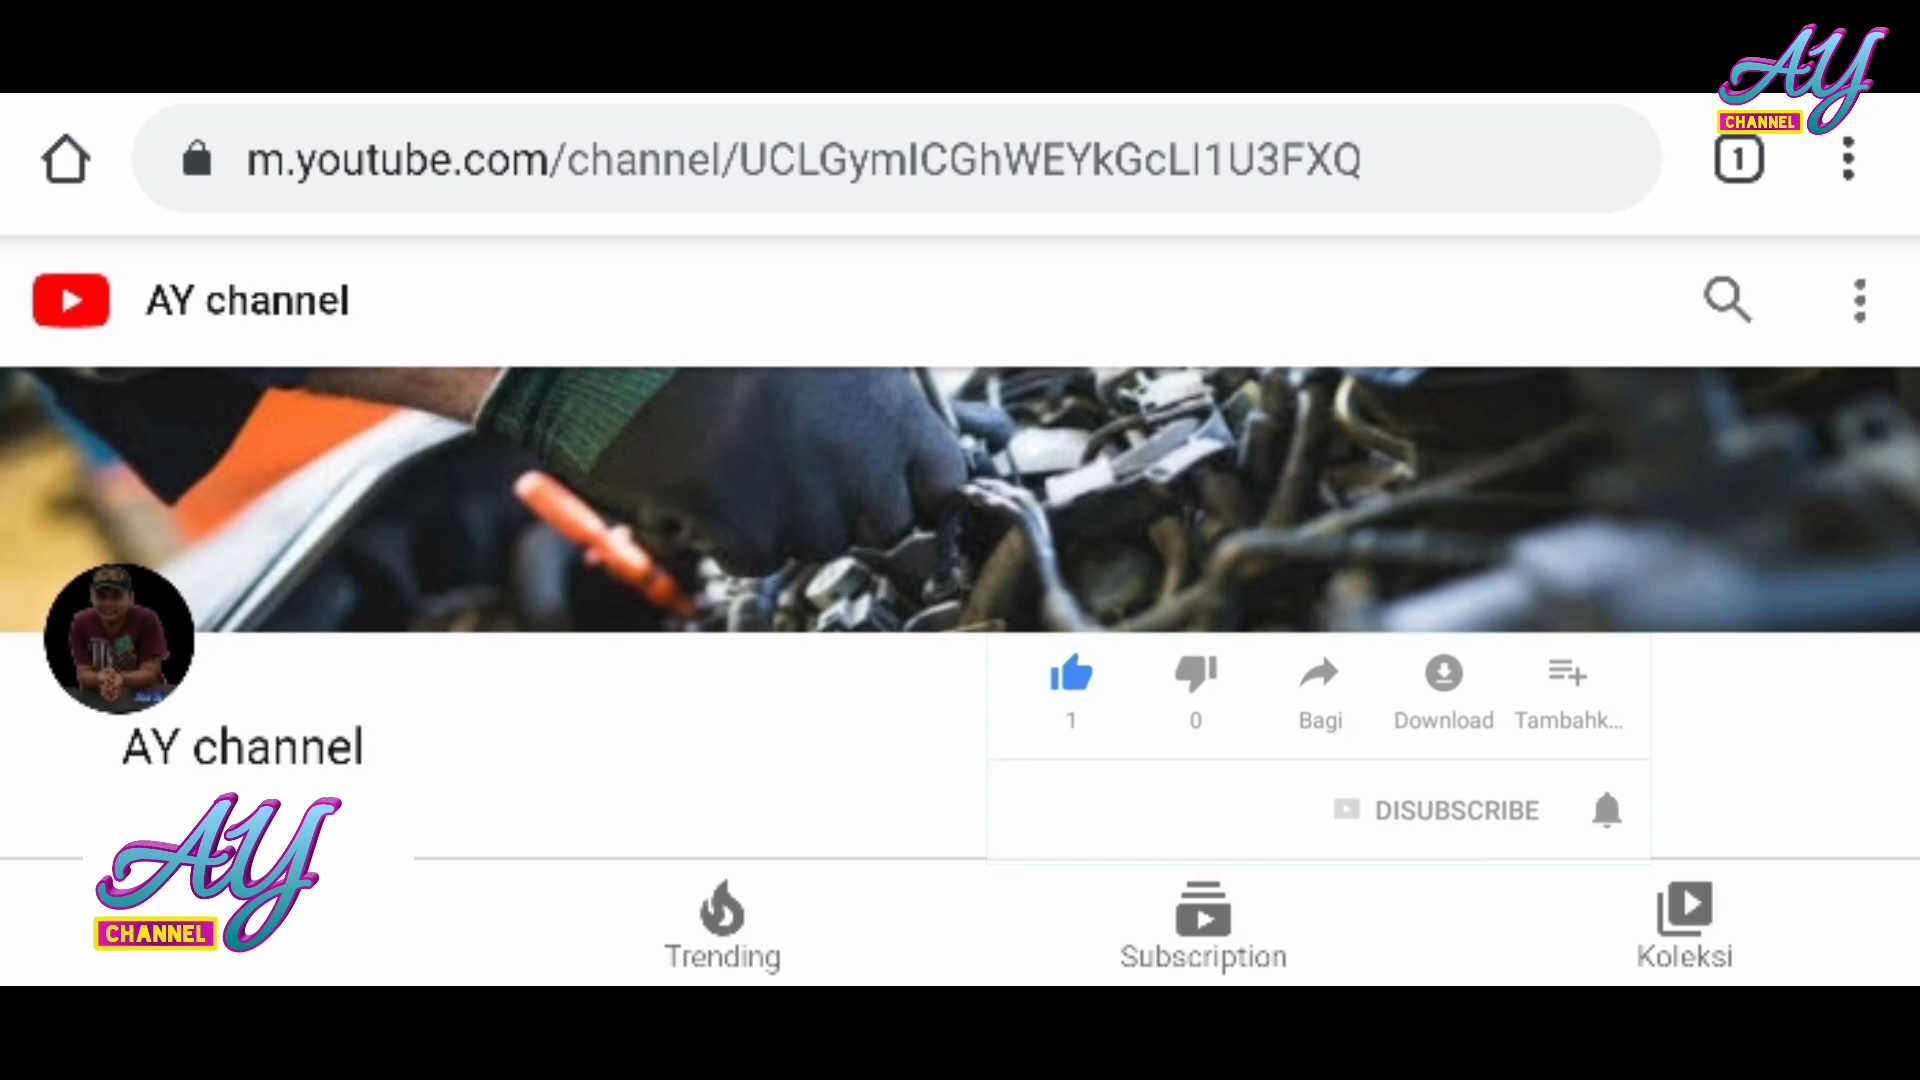 AY
CHANNEL
m.youtube.com/channel/UCLGymICGhWEYkGcLI1U3FXQ
1
AY channel
AY channel
1
0
Bagi
Download
Tambahk...
DISUBSCRIBE
AY
CHANNEL
Trending
Subscription
Koleksi